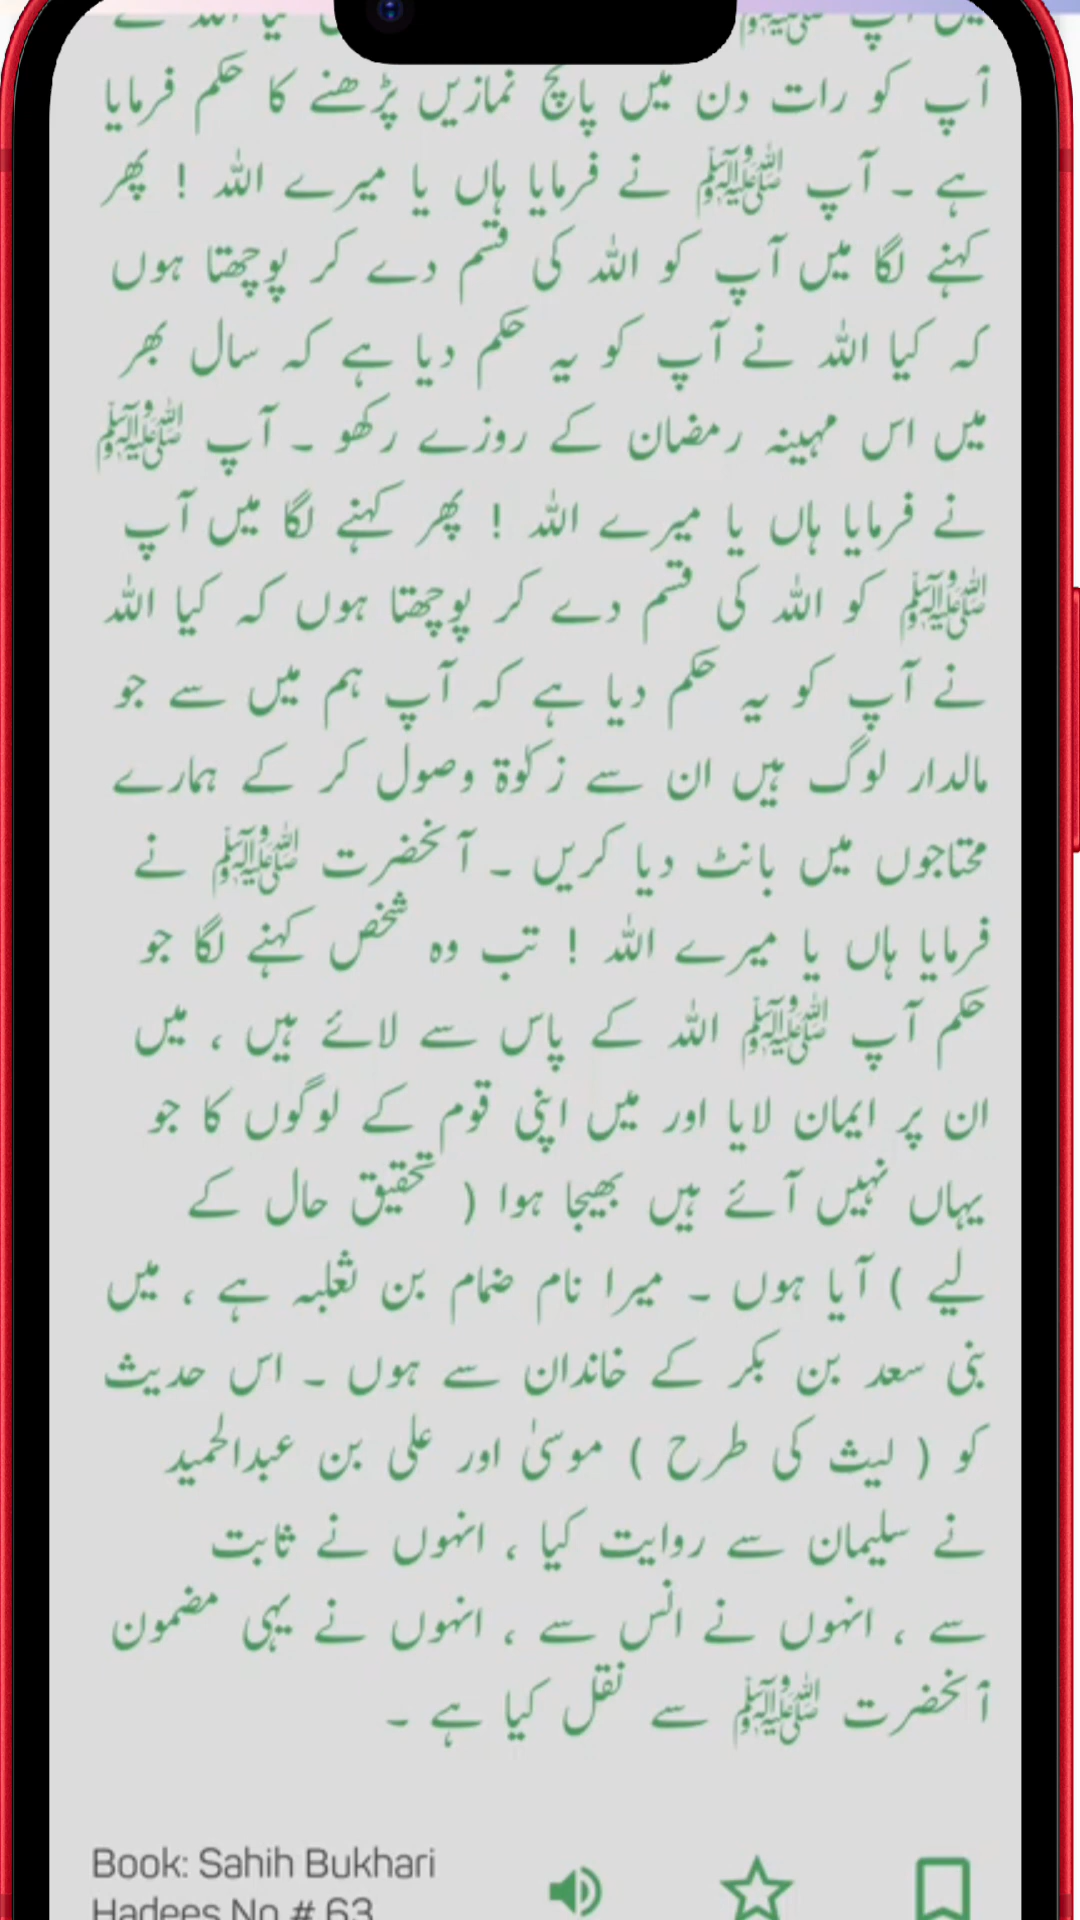 آپ کو رات دن میں پانچ نمازیں پڑھنے کا حکم فرمایا
ہے ۔ آپ ﷺ نے فرمایا ہاں یا میرے اللہ ! پھر
کہنے لگا میں آپ کو اللہ کی قسم دے کر پوچھتا ہوں
کہ کیا اللہ نے آپ کو یہ حکم دیا ہے کہ سال بھر
میں اس مہینہ رمضان کے روزے رکھو ۔ آپ ﷺ
نے فرمایا ہاں یا میرے اللہ ! پھر کہنے لگا میں آپ
ﷺ کو اللہ کی قسم دے کر پوچھتا ہوں کہ کیا اللہ
نے آپ کو یہ حکم دیا ہے کہ آپ ہم میں سے جو
مالدار لوگ ہیں ان سے زکوٰۃ وصول کر کے ہمارے
محتاجوں میں بانٹ دیا کریں ۔ آنحضرت ﷺ نے
فرمایا ہاں یا میرے اللہ ! تب وہ شخص کہنے لگا جو
حکم آپ ﷺ اللہ کے پاس سے لائے ہیں ، میں
ان پر ایمان لایا اور میں اپنی قوم کے لوگوں کا جو
یہاں نہیں آئے ہیں بھیجا ہوا ( تحقیق حال کے
لیے ) آیا ہوں ۔ میرا نام ضمام بن ثعلبہ ہے ، میں
بنی سعد بن بکر کے خاندان سے ہوں ۔ اس حدیث
کو ( لیث کی طرح ) موسیٰ اور علی بن عبدالحمید
نے سلیمان سے روایت کیا ، انہوں نے ثابت
سے ، انہوں نے انس سے ، انہوں نے یہی مضمون
آنحضرت ﷺ سے نقل کیا ہے ۔
Book: Sahih Bukhari
Hadees No # 63